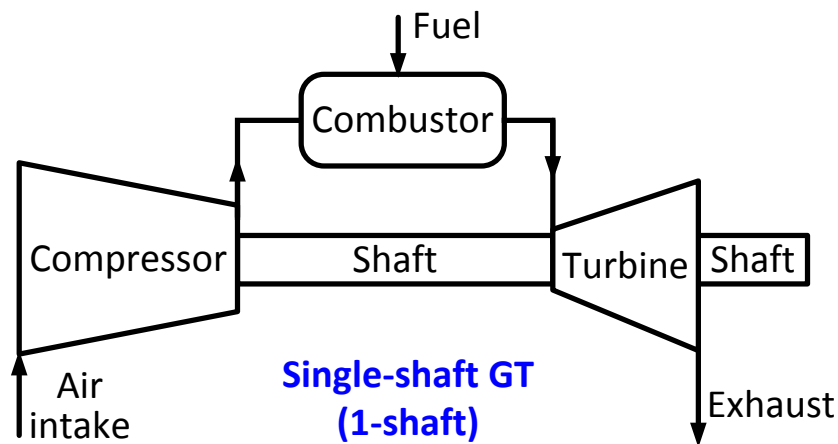 Fuel
Combustor
Compressor
Shaft
Turbine
Shaft
Air
intake
Single-shaft GT
(1-shaft)
Exhaust